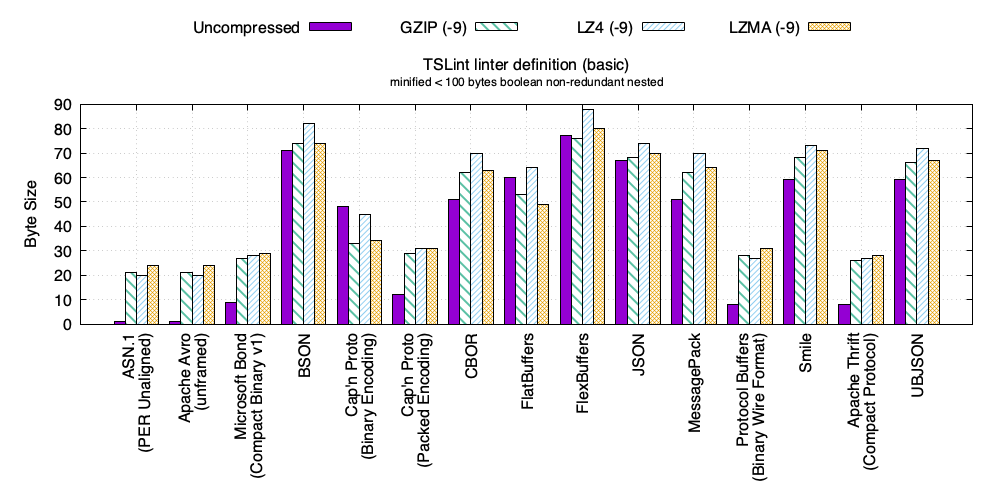 Uncompressed GZIP (-9) LZ4 (-9) LZMA (-9)
TSLint linter definition (basic)
minified < 100 bytes boolean non-redundant nested
Byte Size
90
80
70
60
50
40
30
20
10
0
ASN.1
(PER Unaligned)
Apache Avro
(unframed)
Microsoft Bond
(Compact Binary v1)
BSON
Cap'n Proto
(Binary Encoding)
Cap'n Proto
(Packed Encoding)
CBOR
FlatBuffers
FlexBuffers
JSON
MessagePack
Protocol Buffers
(Binary Wire Format)
Smile
Apache Thrift
(Compact Protocol)
UBJSON